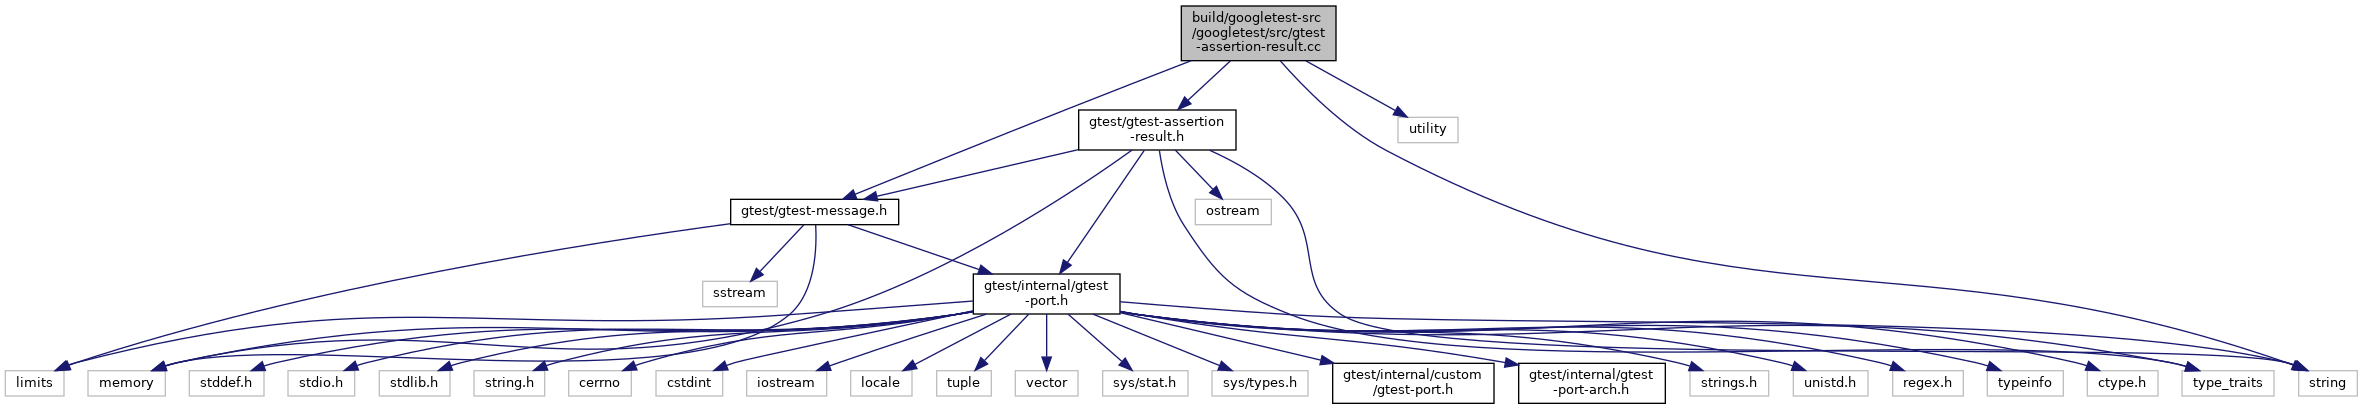 build/googletest-src
/googletest/src/gtest
-assertion-result.cc
gtest/gtest-assertion
-result.h
utility
gtest/gtest-message.h
ostream
sstream
gtest/internal/gtest
-port.h
limits
memory
stddef.h
stdio.h
stdlib.h
string.h
cerrno
cstdint
iostream
locale
tuple
vector
sys/stat.h
sys/types.h
gtest/internal/custom
/gtest-port.h
gtest/internal/gtest
-port-arch.h
strings.h
unistd.h
regex.h
typeinfo
ctype.h
type_traits
string